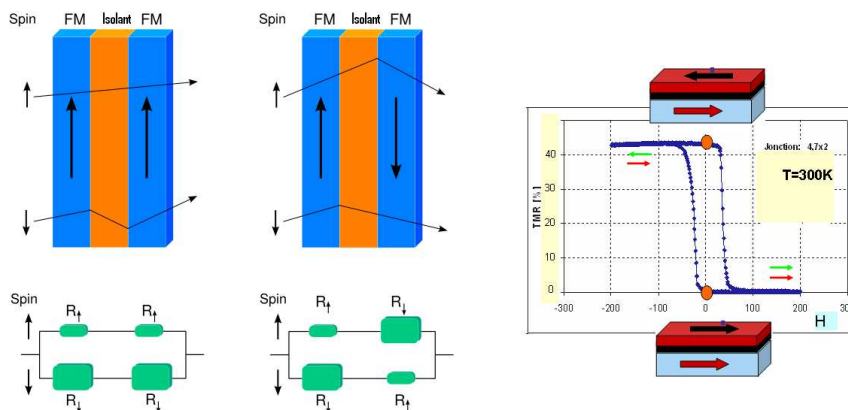 Spin FM Isolant FM
Spin FM Isolant FM
Spin
R↑ R↑
R↓ R↓
Spin
R↑ R↓
R↓ R↑
TMR [%]
40
30
20
10
0
-300 -200 -100 0 100 200 300
H
Jonction: 4,7x2
T=300K